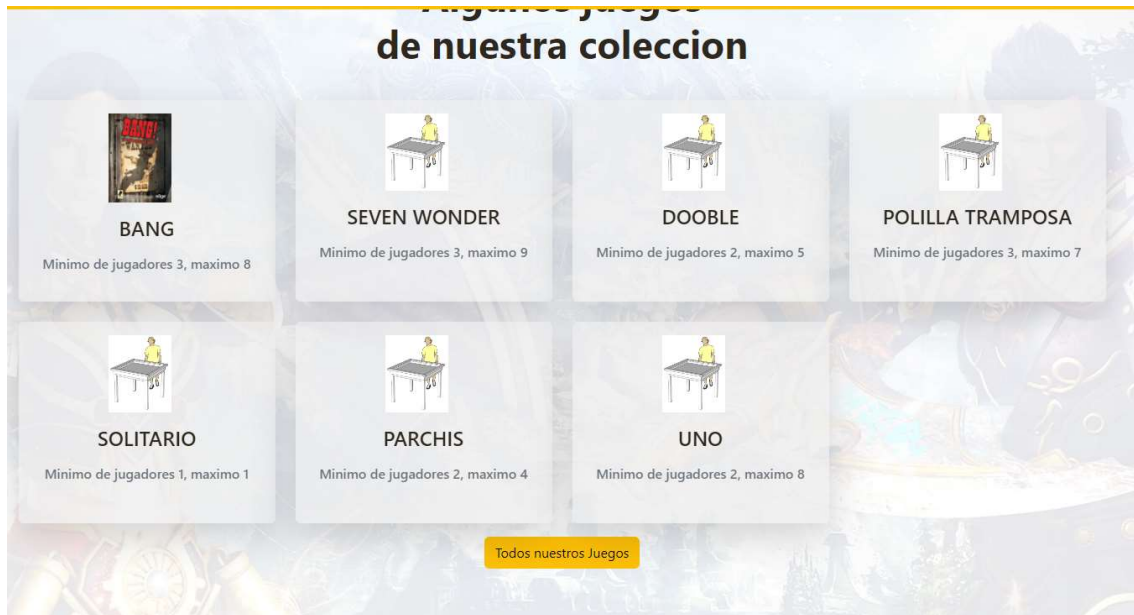 Algunos juegos
de nuestra coleccion
BANG!
BANG
Minimo de jugadores 3, maximo 8
SEVEN WONDER
Minimo de jugadores 3, maximo 9
DOOBLE
Minimo de jugadores 2, maximo 5
POLILLA TRAMPOSA
Minimo de jugadores 3, maximo 7
SOLITARIO
Minimo de jugadores 1, maximo 1
PARCHIS
Minimo de jugadores 2, maximo 4
UNO
Minimo de jugadores 2, maximo 8
Todos nuestros Juegos